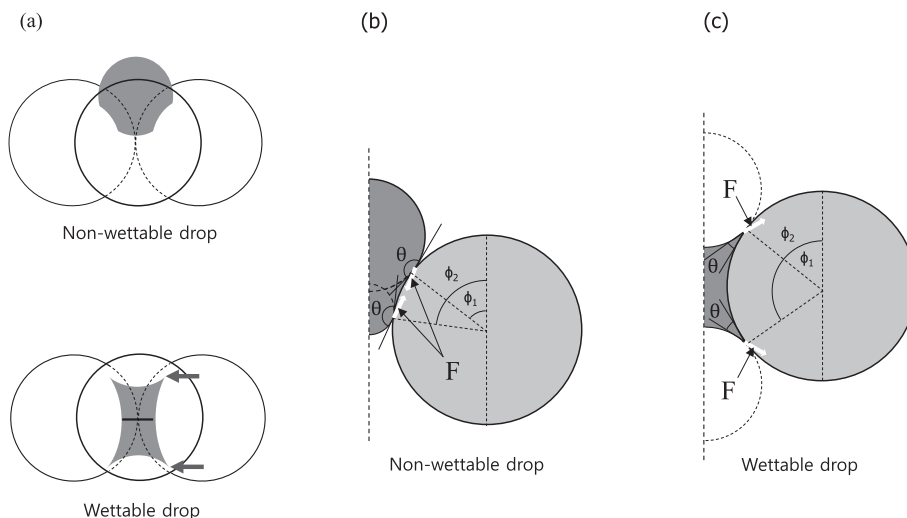 (a)
Non-wettable drop
Wettable drop
(b)
θ
ϕ2
θ
ϕ1
F
Non-wettable drop
(c)
F
ϕ2
ϕ1
θ
θ
F
Wettable drop